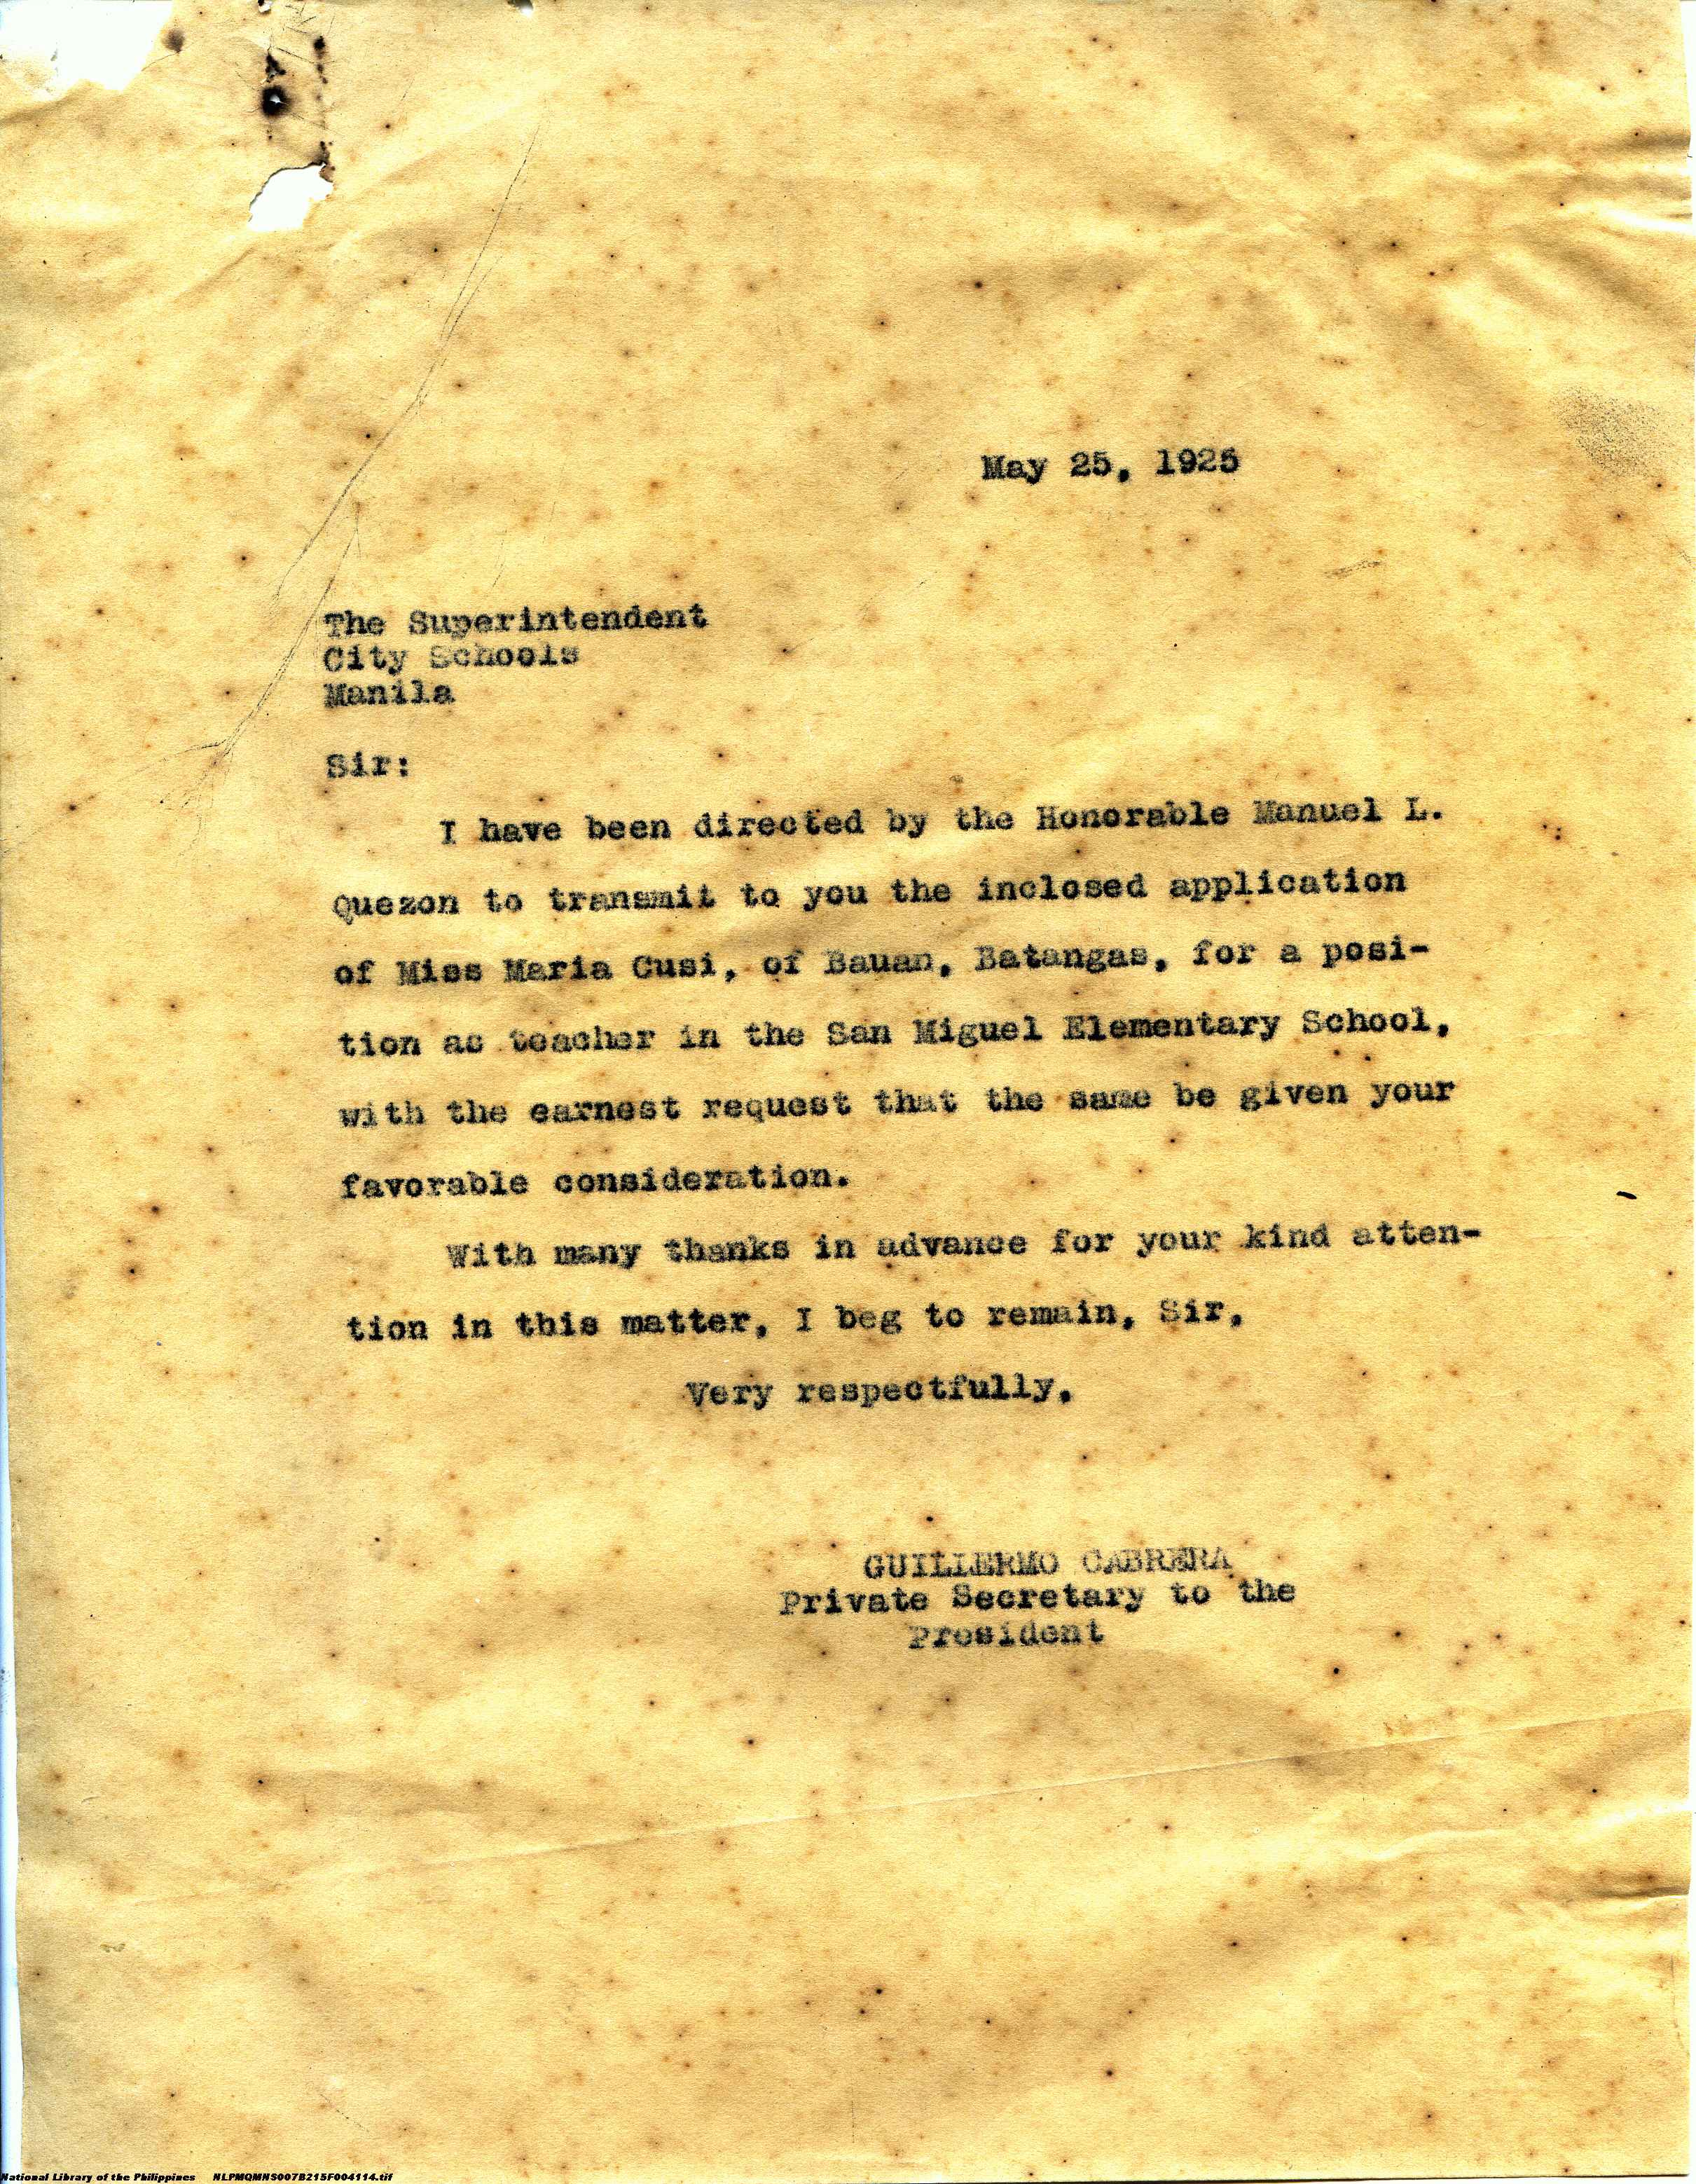 May 25, 1925
The Superintendent
City Schools
Manila
Sir:
I have been directed by the Honorable Manuel L.
Quezon to transmit to you the inclosed application
of Miss Maria Cusi, of Bauan, Batangas, for a posi-
tion as teacher in the San Miguel Elementary School,
with the earnest request that the same be given your
favorable consideration.
With many thanks in advance for your kind atten-
tion in this matter, I beg to remain, Sir,
Very respectfully,
GUILLERMO CABRERA
Private Secretary to the
President
National Library of the Philippines NLPMQMNS007B215F004114.tif